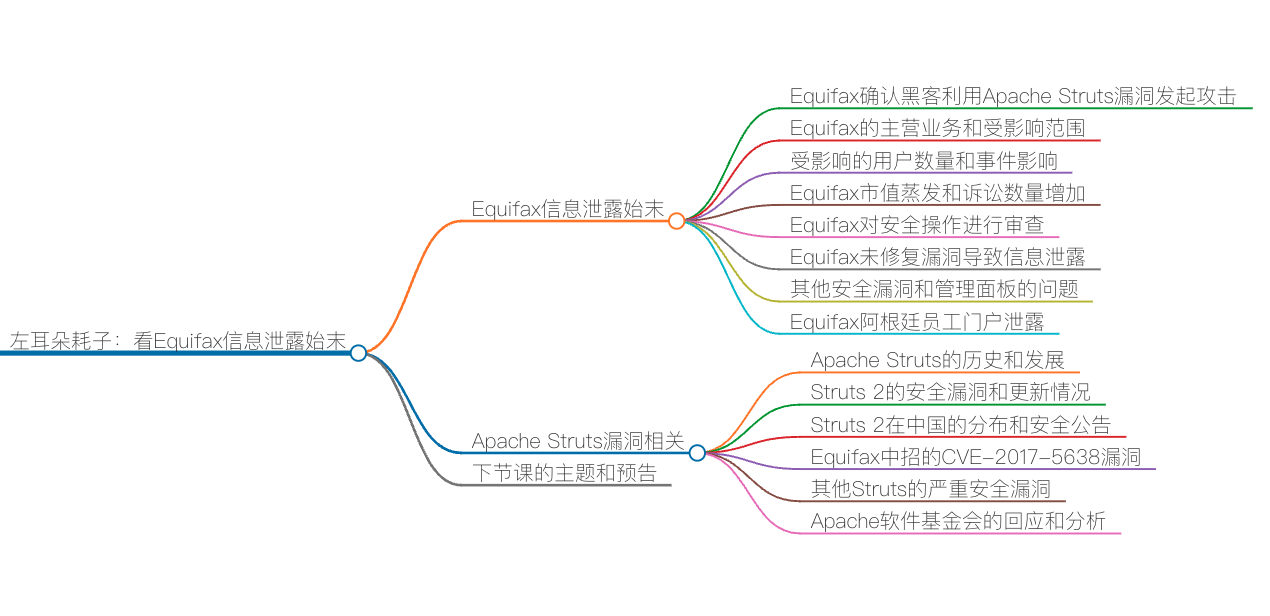 左耳朵耗子：看Equifax信息泄露始末
Equifax信息泄露始末
Equifax确认黑客利用Apache Struts漏洞发起攻击
Equifax的主营业务和受影响范围
受影响的用户数量和事件影响
Equifax市值蒸发和诉讼数量增加
Equifax对安全操作进行审查
Equifax未修复漏洞导致信息泄露
其他安全漏洞和管理面板的问题
Equifax阿根廷员工门户泄露
Apache Struts漏洞相关
Apache Struts的历史和发展
Struts 2的安全漏洞和更新情况
Struts 2在中国的分布和安全公告
Equifax中招的CVE-2017-5638漏洞
其他Struts的严重安全漏洞
Apache软件基金会的回应和分析
下节课的主题和预告